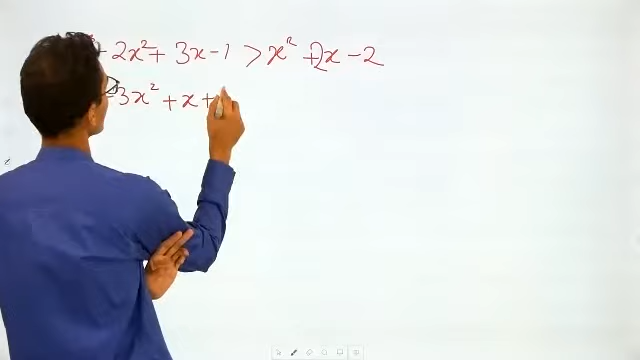 - 2x² + 3x - 1 > x² + 2x - 2
- 3x² + x +